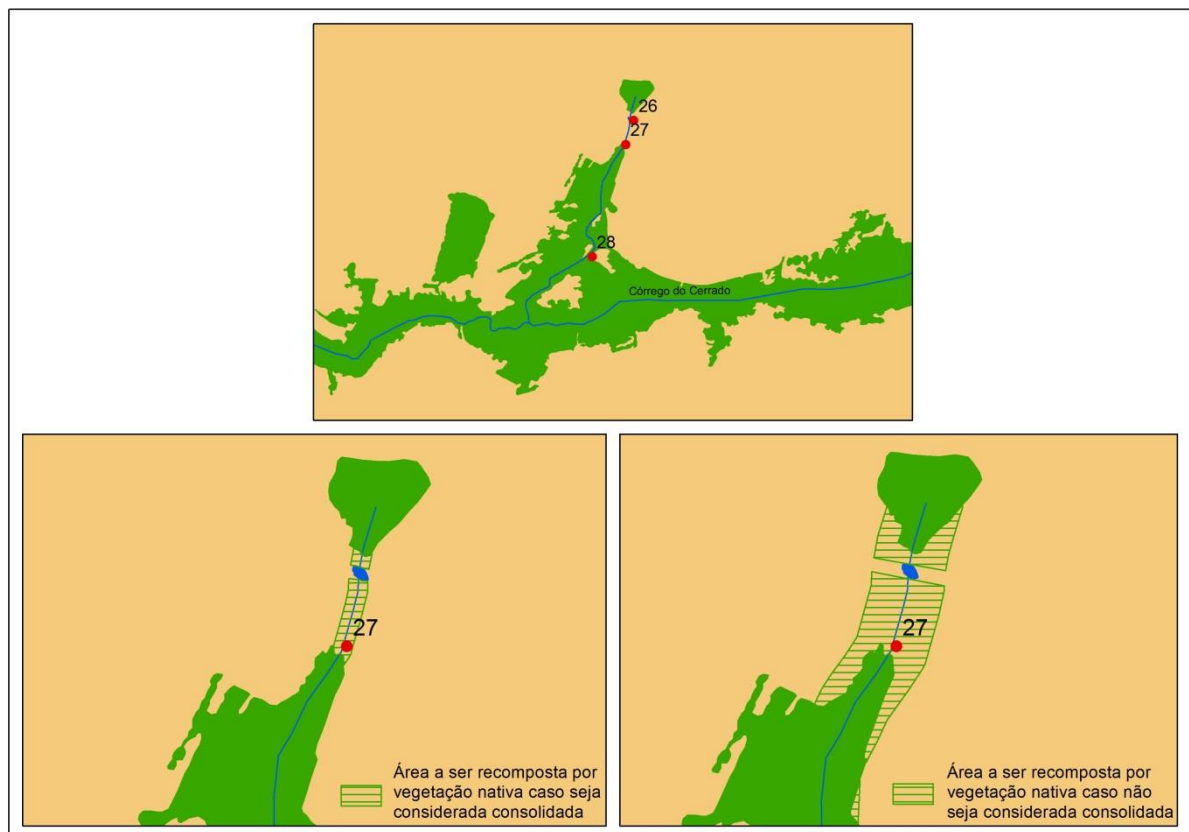 26
27
28
Córrego do Cerrado
27
Área a ser recomposta por
vegetação nativa caso seja
considerada consolidada
27
Área a ser recomposta por
vegetação nativa caso não
seja considerada consolidada